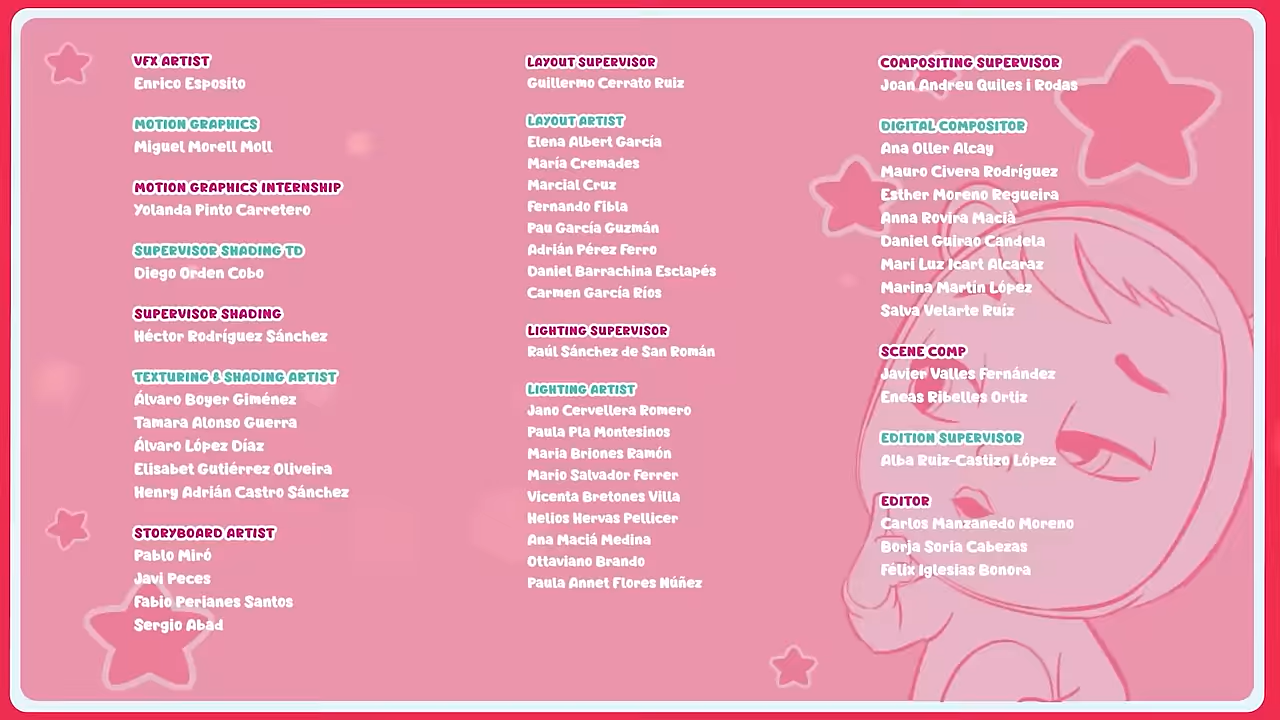 VFX ARTIST
Enrico Esposito
MOTION GRAPHICS
Miguel Morell Moll
MOTION GRAPHICS INTERNSHIP
Yolanda Pinto Carretero
SUPERVISOR SHADING TD
Diego Orden Cobo
SUPERVISOR SHADING
Héctor Rodríguez Sánchez
TEXTURING & SHADING ARTIST
Álvaro Boyer Giménez
Tamara Alonso Guerra
Álvaro López Díaz
Elisabet Gutiérrez Oliveira
Henry Adrián Castro Sánchez
STORYBOARD ARTIST
Pablo Miró
Javi Peces
Fabio Perianes Santos
Sergio Abad
LAYOUT SUPERVISOR
Guillermo Cerrato Ruiz
LAYOUT ARTIST
Elena Albert García
María Cremades
Marcial Cruz
Fernando Fibla
Pau García Guzmán
Adrián Pérez Ferro
Daniel Barrachina Esclapés
Carmen García Ríos
LIGHTING SUPERVISOR
Raúl Sánchez de San Román
LIGHTING ARTIST
Jano Cervellera Romero
Paula Pla Montesinos
Maria Briones Ramón
Mario Salvador Ferrer
Vicenta Bretones Villa
Helios Hervas Pellicer
Ana Maciá Medina
Ottaviano Brando
Paula Annet Flores Núñez
COMPOSITING SUPERVISOR
Joan Andreu Quiles i Rodas
DIGITAL COMPOSITOR
Ana Oller Alcay
Mauro Civera Rodríguez
Esther Moreno Regueira
Anna Rovira Macià
Daniel Guirao Candela
Mari Luz Icart Alcaraz
Marina Martín López
Salva Velarte Ruíz
SCENE COMP
Javier Valles Fernández
Eneas Ribelles Ortiz
EDITION SUPERVISOR
Alba Ruiz-Castizo López
EDITOR
Carlos Manzanedo Moreno
Borja Soria Cabezas
Félix Iglesias Bonora